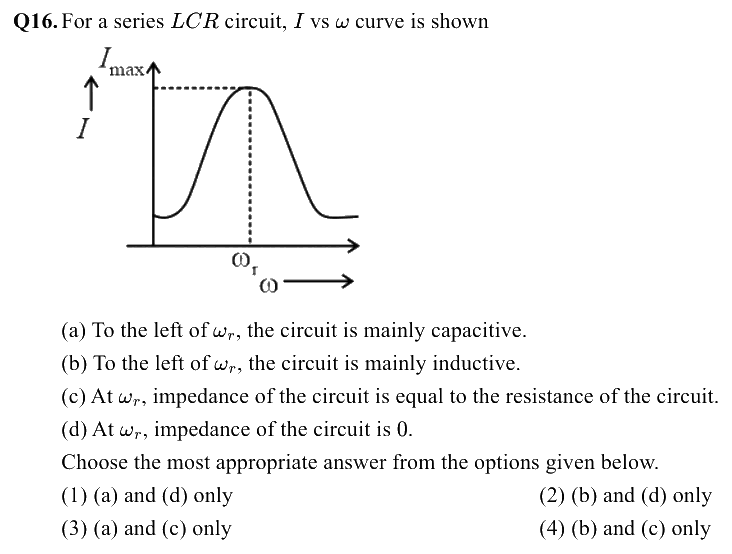 Q16. For a series LCR circuit, I vs ω curve is shown
I_max
I
ω_r
ω
(a) To the left of ω_r, the circuit is mainly capacitive.
(b) To the left of ω_r, the circuit is mainly inductive.
(c) At ω_r, impedance of the circuit is equal to the resistance of the circuit.
(d) At ω_r, impedance of the circuit is 0.
Choose the most appropriate answer from the options given below.
(1) (a) and (d) only (2) (b) and (d) only
(3) (a) and (c) only (4) (b) and (c) only